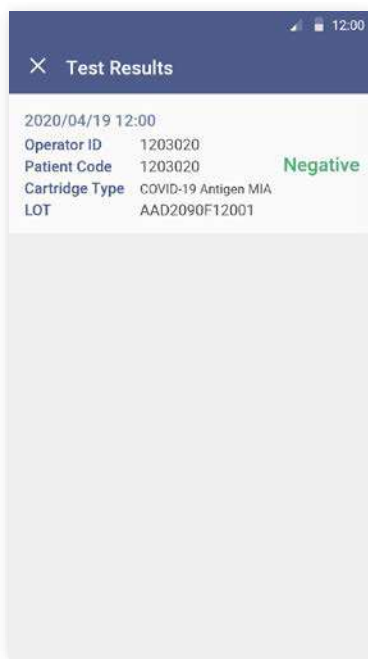 12:00
Test Results
2020/04/19 12:00
Operator ID 1203020
Patient Code 1203020 Negative
Cartridge Type COVID-19 Antigen MIA
LOT AAD2090F12001